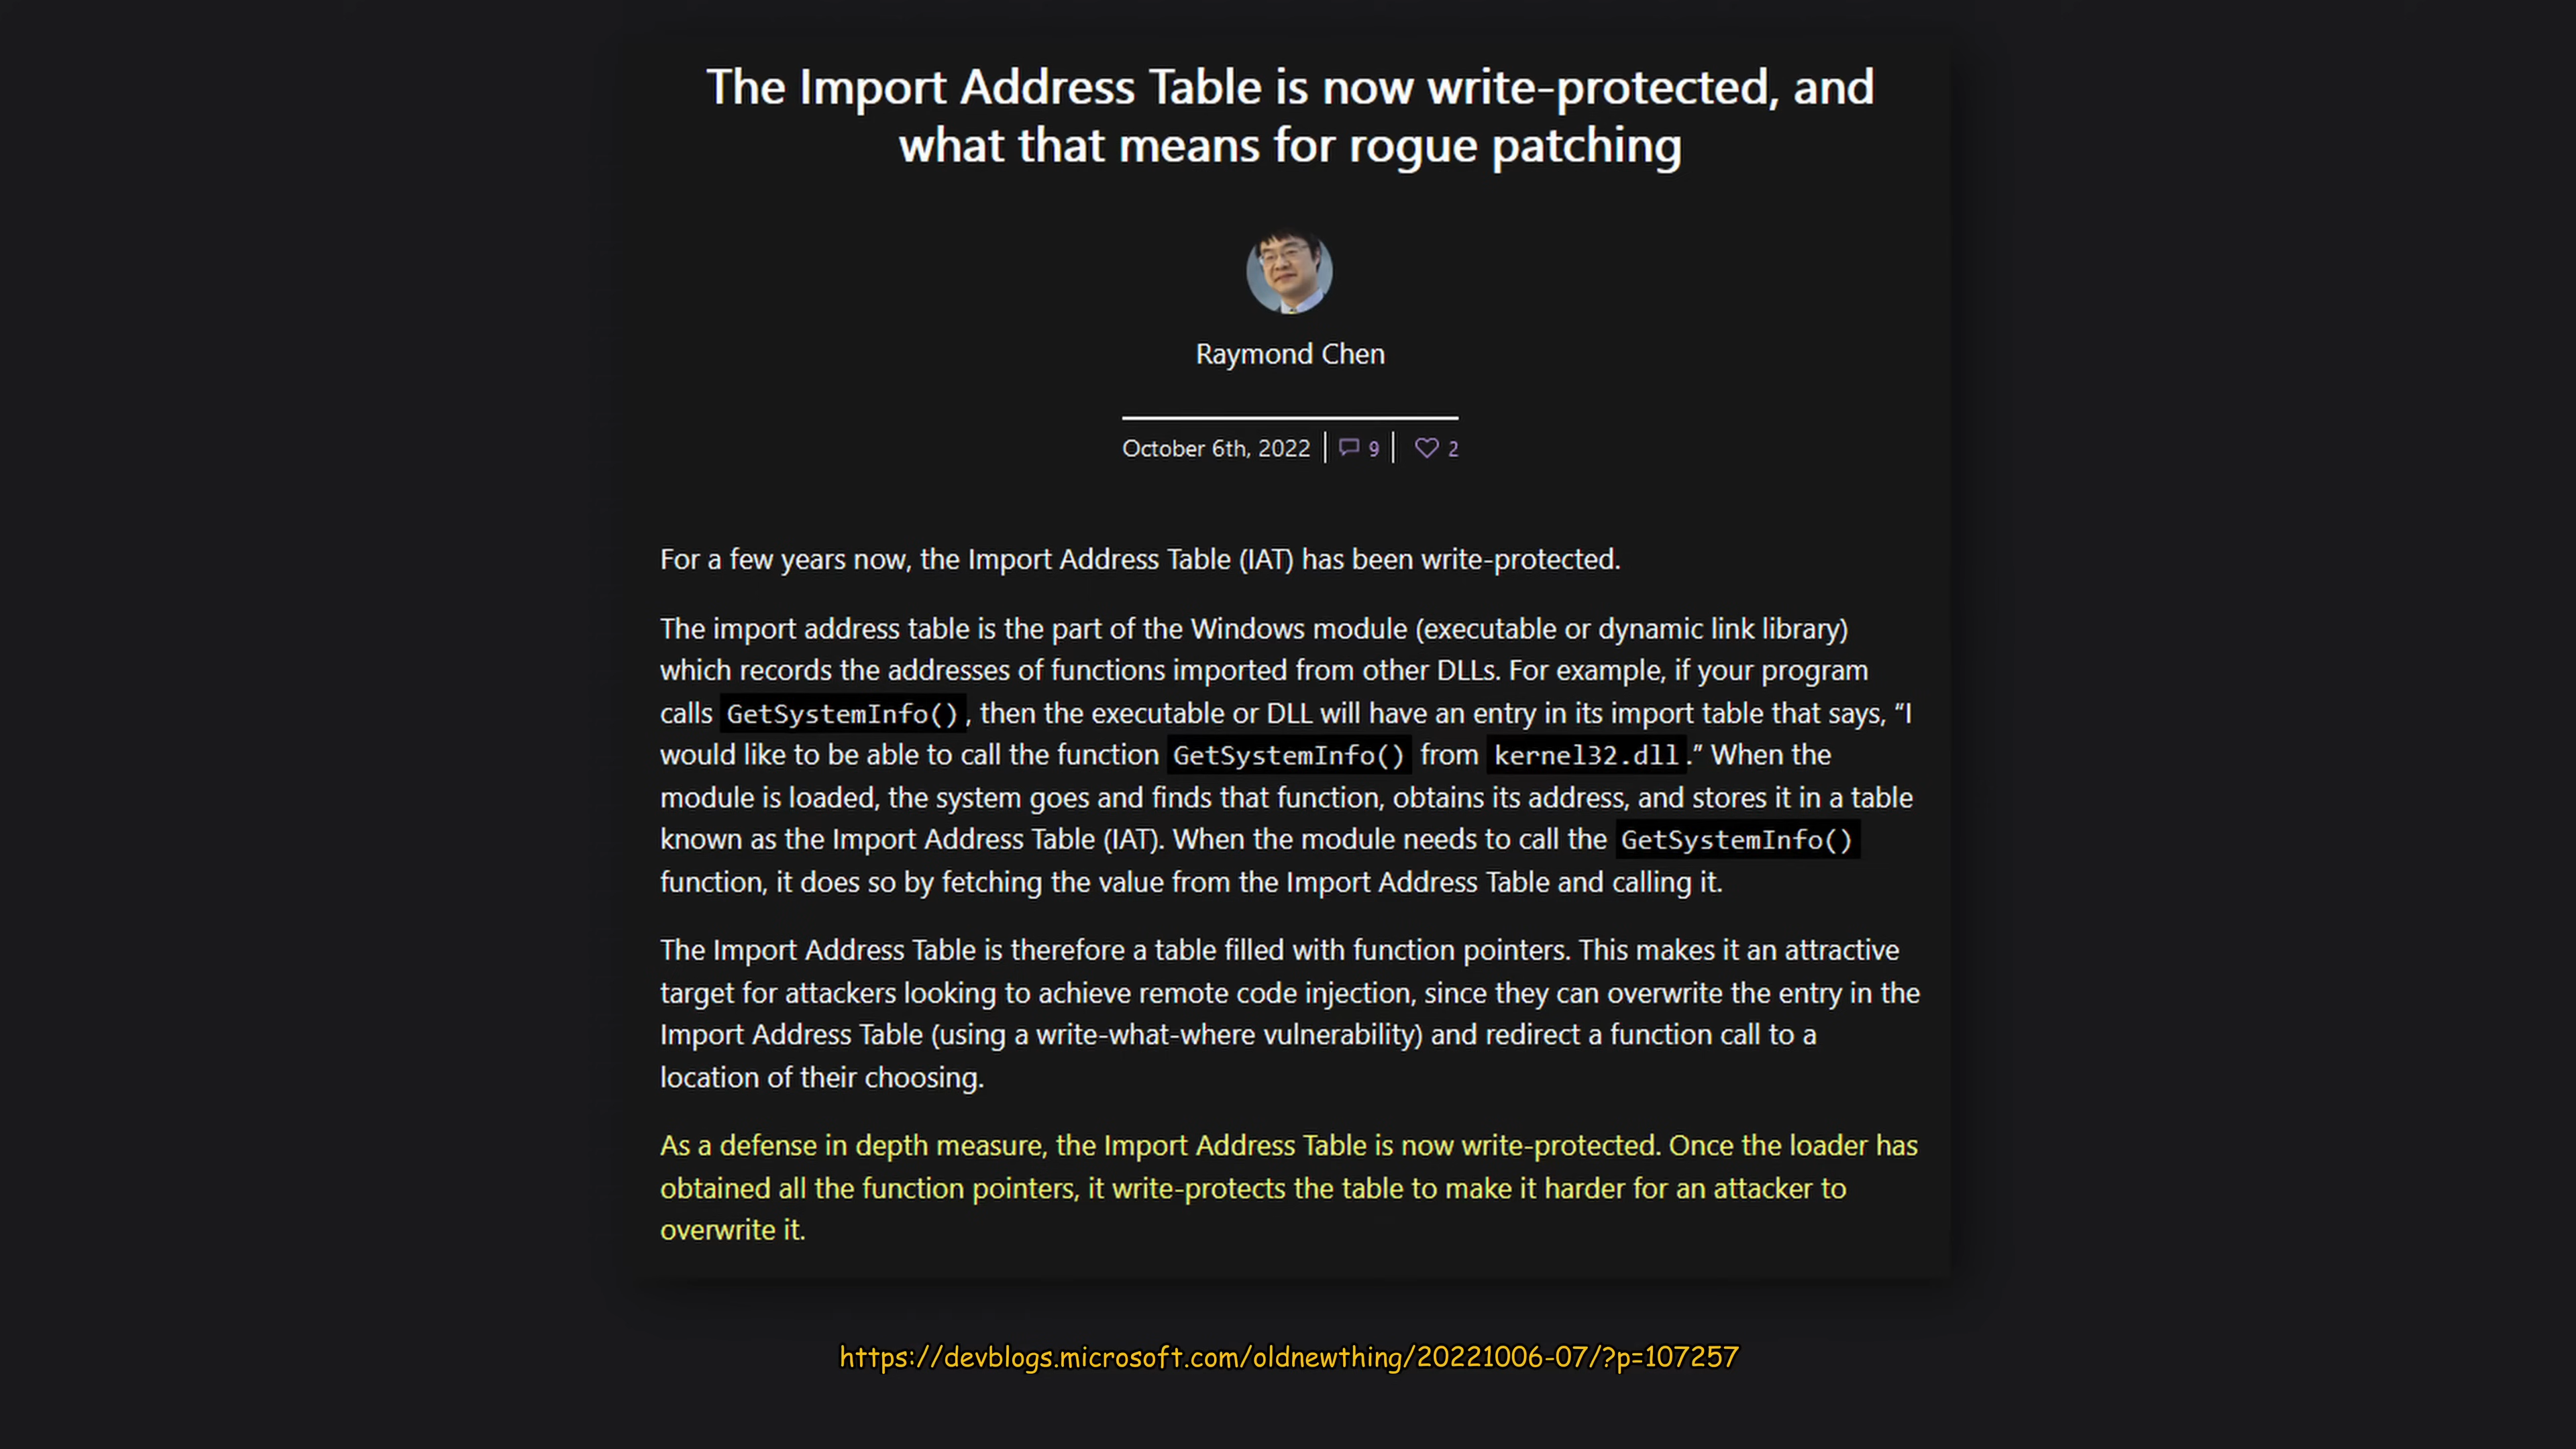 The Import Address Table is now write-protected, and
what that means for rogue patching
Raymond Chen
October 6th, 2022 | 9 | 2
For a few years now, the Import Address Table (IAT) has been write-protected.
The import address table is the part of the Windows module (executable or dynamic link library)
which records the addresses of functions imported from other DLLs. For example, if your program
calls GetSystemInfo(), then the executable or DLL will have an entry in its import table that says, “I
would like to be able to call the function GetSystemInfo() from kernel32.dll.” When the
module is loaded, the system goes and finds that function, obtains its address, and stores it in a table
known as the Import Address Table (IAT). When the module needs to call the GetSystemInfo()
function, it does so by fetching the value from the Import Address Table and calling it.
The Import Address Table is therefore a table filled with function pointers. This makes it an attractive
target for attackers looking to achieve remote code injection, since they can overwrite the entry in the
Import Address Table (using a write-what-where vulnerability) and redirect a function call to a
location of their choosing.
As a defense in depth measure, the Import Address Table is now write-protected. Once the loader has
obtained all the function pointers, it write-protects the table to make it harder for an attacker to
overwrite it.
https://devblogs.microsoft.com/oldnewthing/20221006-07/?p=107257